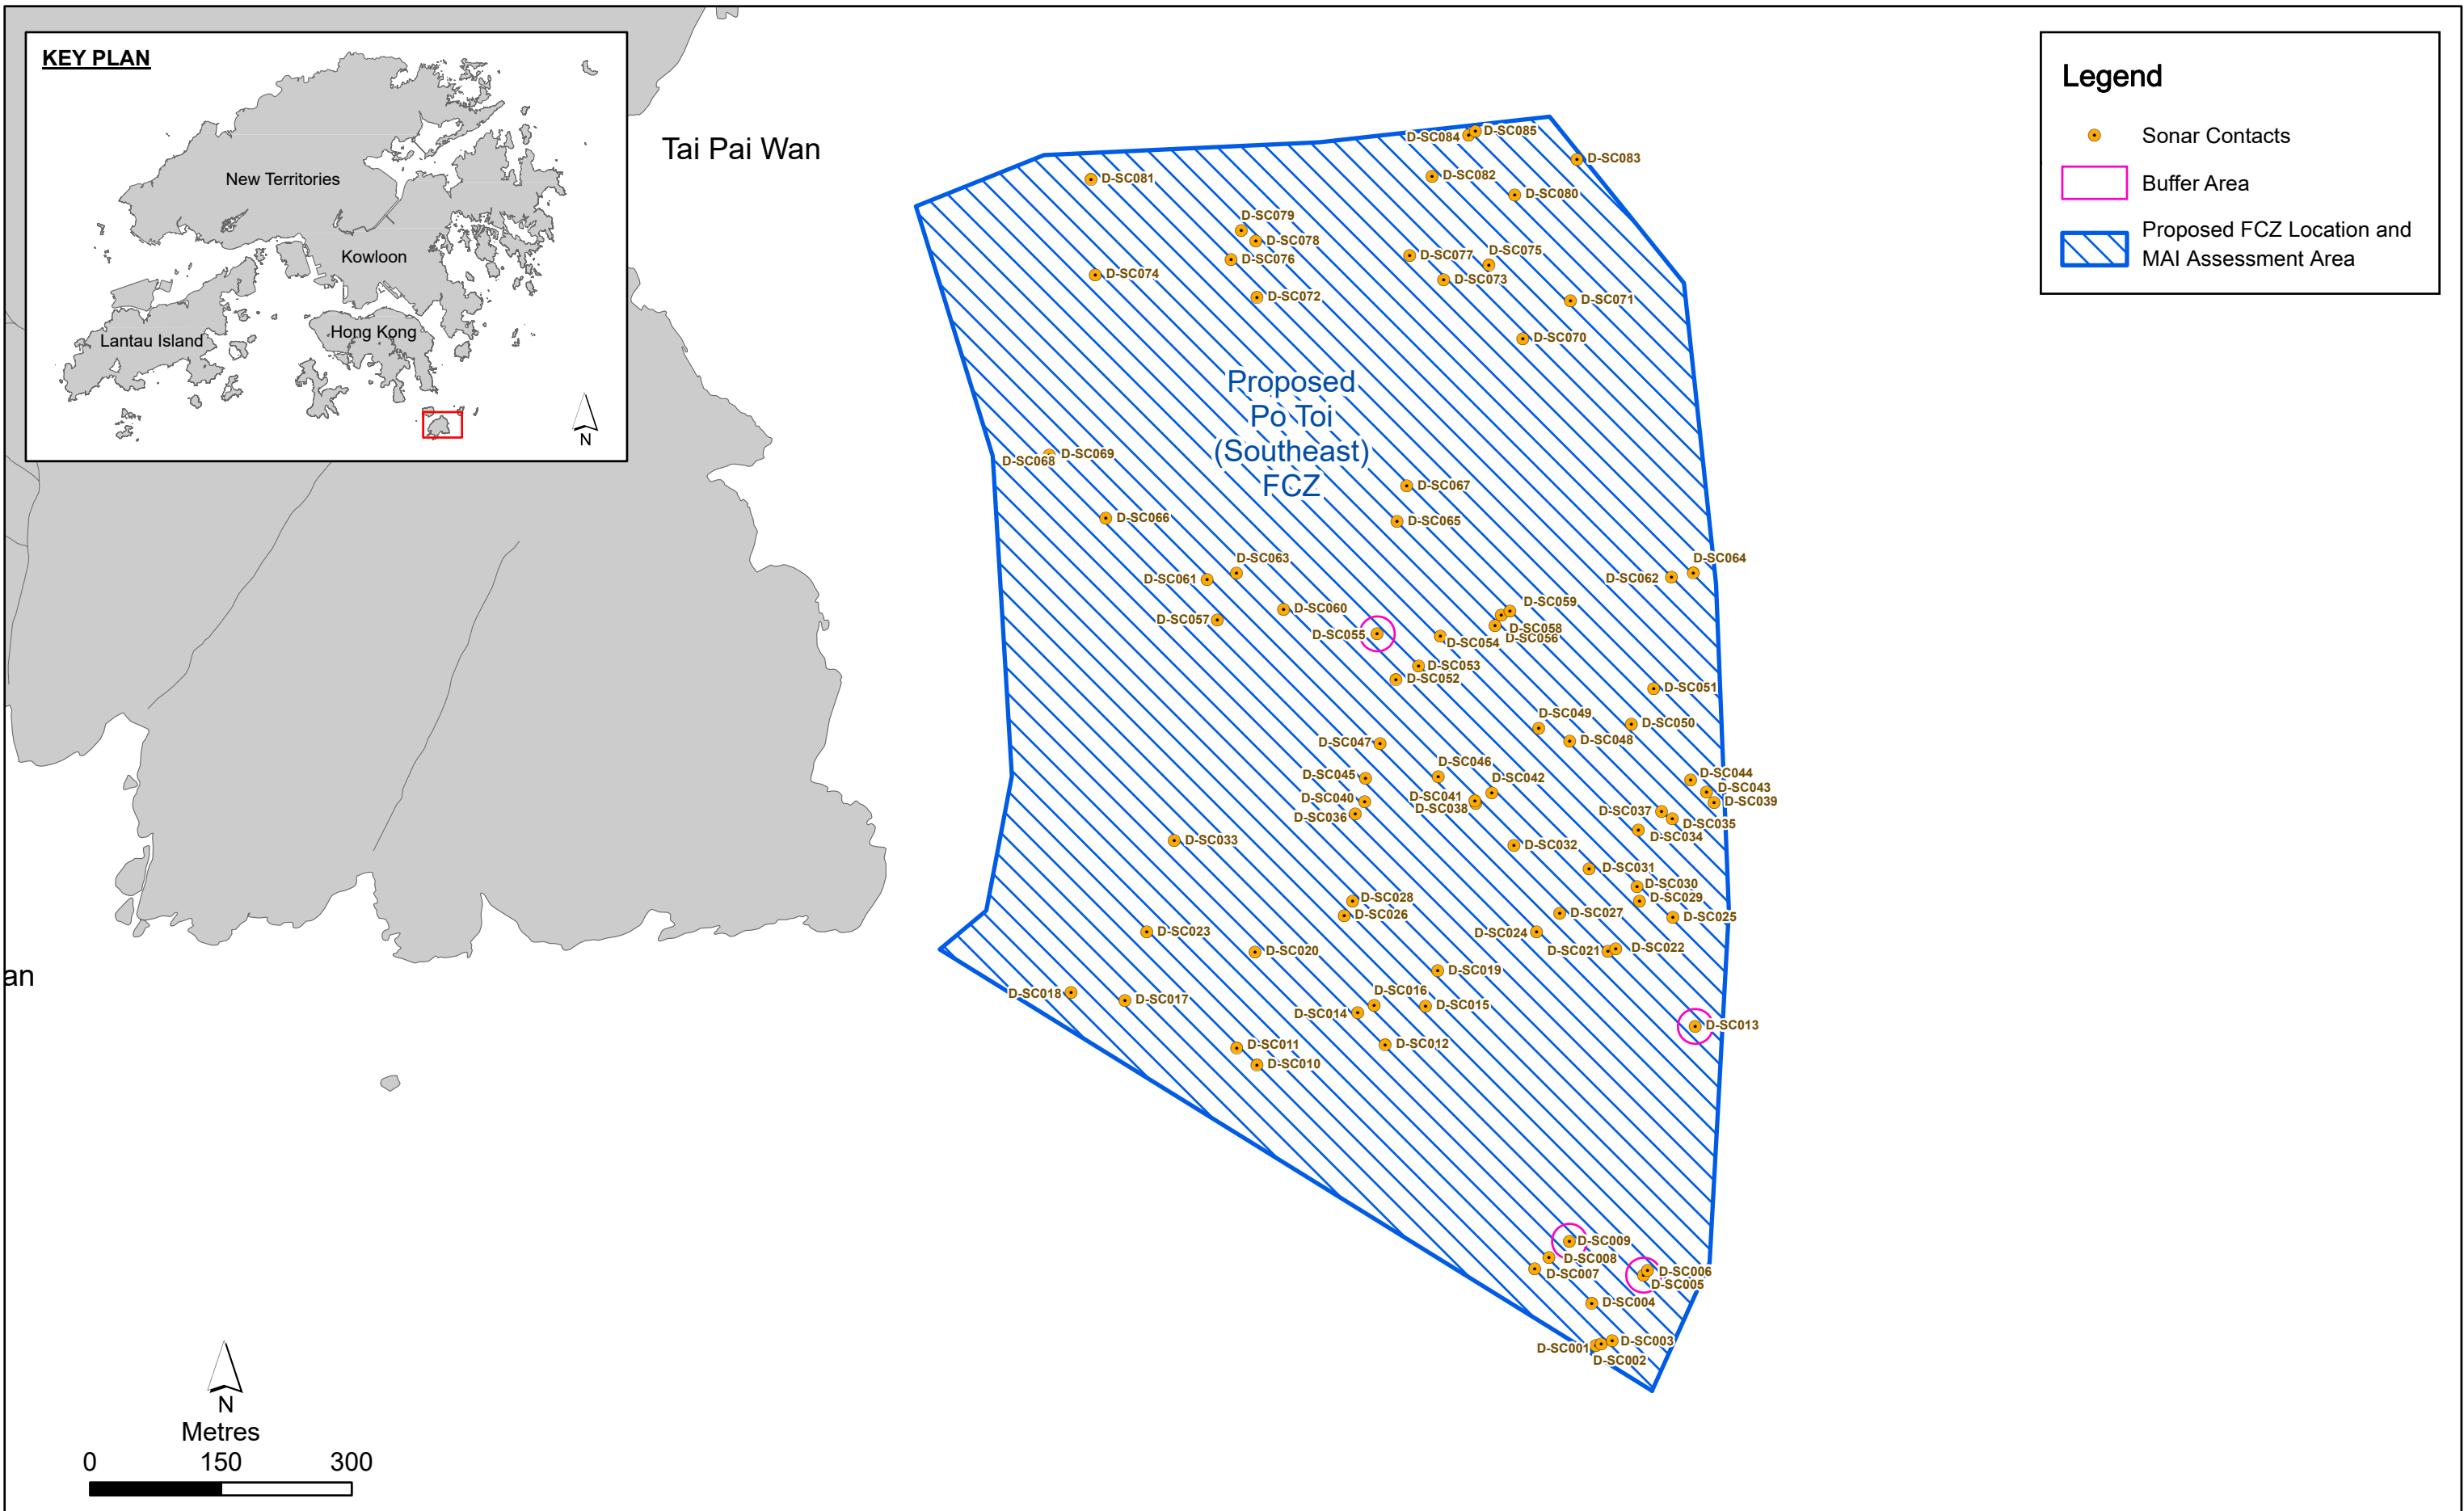 KEY PLAN
New Territories
Kowloon
Lantau Island
Hong Kong
N
Tai Pai Wan
Legend
Sonar Contacts
Buffer Area
Proposed FCZ Location and
MAI Assessment Area
D-SC084
D-SC085
D-SC083
D-SC081
D-SC082
D-SC080
D-SC079
D-SC078
D-SC077
D-SC075
D-SC076
D-SC074
D-SC073
D-SC072
D-SC071
D-SC070
Proposed
Po Toi
(Southeast)
FCZ
D-SC068
D-SC069
D-SC067
D-SC066
D-SC065
D-SC063
D-SC064
D-SC061
D-SC062
D-SC060
D-SC059
D-SC057
D-SC058
D-SC055
D-SC056
D-SC054
D-SC053
D-SC052
D-SC051
D-SC049
D-SC050
D-SC048
D-SC047
D-SC046
D-SC045
D-SC042
D-SC044
D-SC043
D-SC041
D-SC040
D-SC039
D-SC038
D-SC037
D-SC036
D-SC035
D-SC034
D-SC033
D-SC032
D-SC031
D-SC030
D-SC029
D-SC028
D-SC027
D-SC026
D-SC025
D-SC023
D-SC024
D-SC022
D-SC021
D-SC020
D-SC019
an
D-SC018
D-SC017
D-SC016
D-SC015
D-SC014
D-SC013
D-SC012
D-SC011
D-SC010
D-SC009
D-SC008
D-SC007
D-SC006
D-SC005
D-SC004
D-SC003
D-SC001
D-SC002
N
Metres
0 150 300